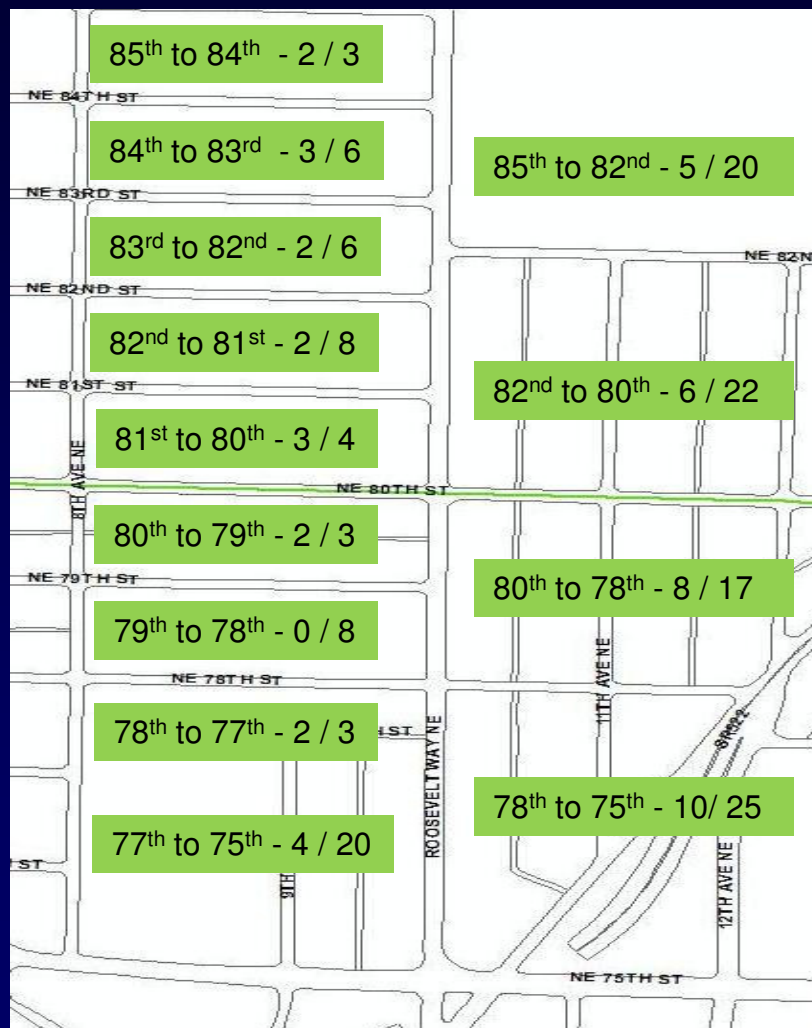 85th to 84th - 2 / 3
NE 84TH ST
84th to 83rd - 3 / 6
85th to 82nd - 5 / 20
NE 83RD ST
83rd to 82nd - 2 / 6
NE 82N
NE 82ND ST
82nd to 81st - 2 / 8
NE 81ST ST
82nd to 80th - 6 / 22
81st to 80th - 3 / 4
8TH AVE NE
NE 80TH ST
80th to 79th - 2 / 3
NE 79TH ST
80th to 78th - 8 / 17
79th to 78th - 0 / 8
11TH AVE NE
NE 78TH ST
78th to 77th - 2 / 3
H ST
SR522
ROOSEVELT WAY NE
78th to 75th - 10/ 25
77th to 75th - 4 / 20
ST
9TH
12TH AVE NE
NE 75TH ST